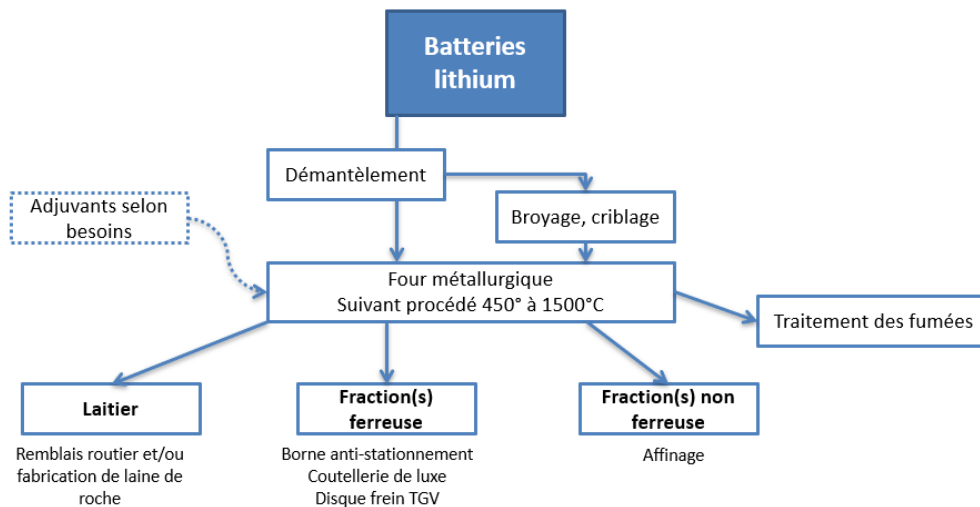 Batteries
lithium
Démantèlement
Adjuvants selon
besoins
Broyage, criblage
Four métallurgique
Suivant procédé 450° à 1500°C
Traitement des fumées
Laitier
Remblais routier et/ou
fabrication de laine de
roche
Fraction(s)
ferreuse
Borne anti-stationnement
Coutellerie de luxe
Disque frein TGV
Fraction(s) non
ferreuse
Affinage